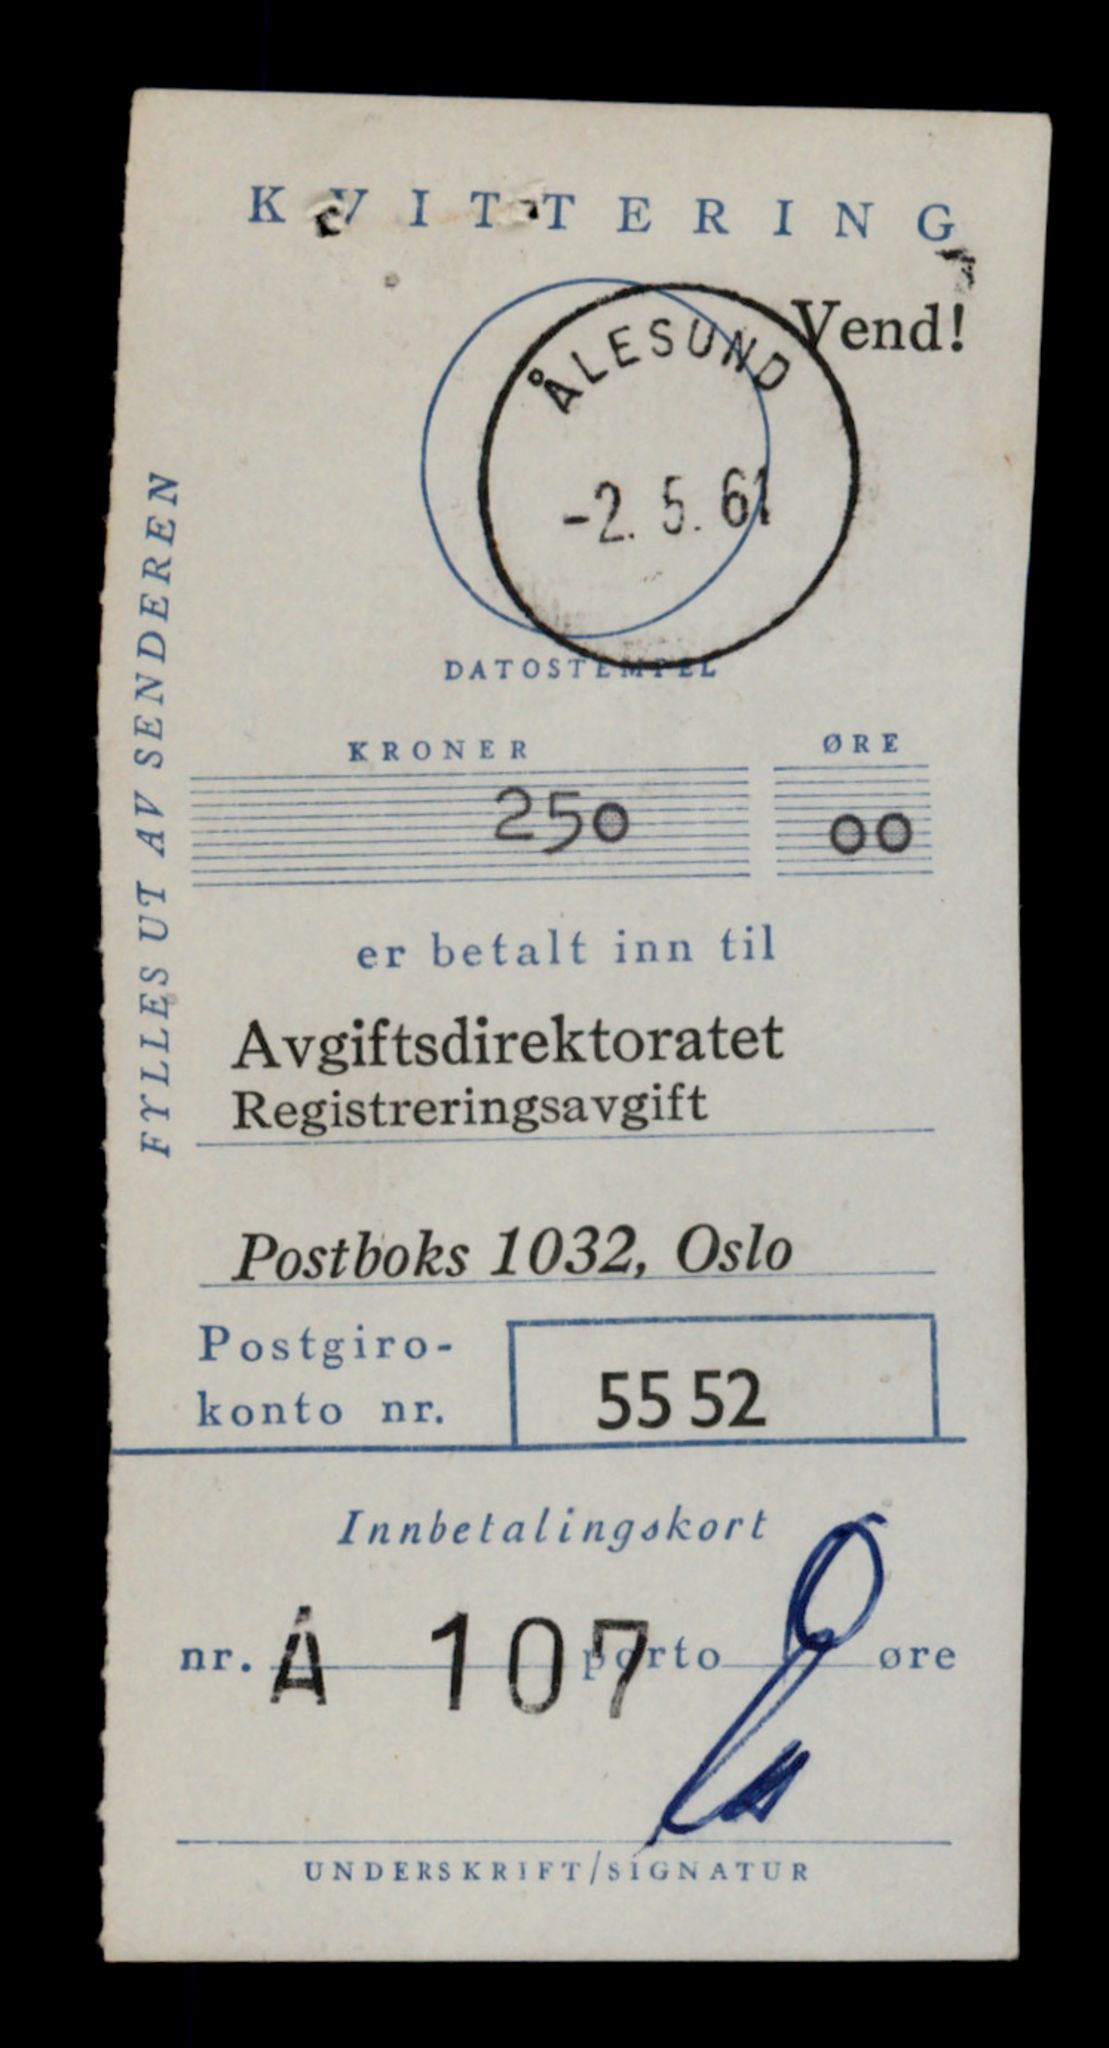 KVITTERING
Vend!
ÅLESUND
-2. 5. 61
DATOSTEMPEL
FYLLES UT AV SENDEREN
KRONER ØRE
250 00
er betalt inn til
Avgiftsdirektoratet
Registreringsavgift
Postboks 1032, Oslo
Postgiro-
konto nr. 55 52
Innbetalingskort
nr. A 107 porto øre
UNDERSKRIFT/SIGNATUR